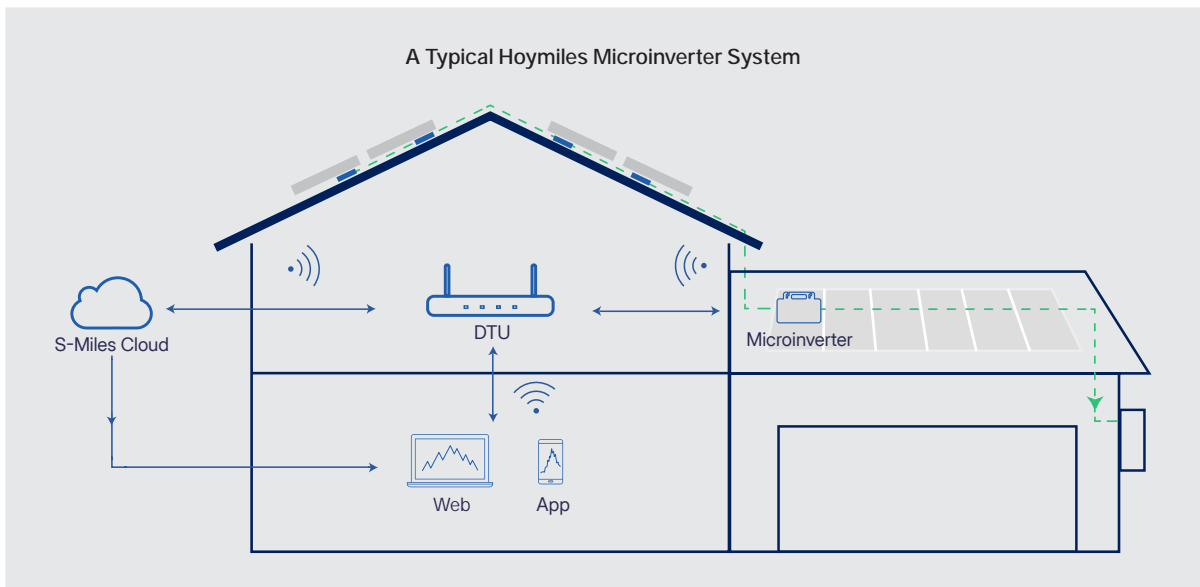 A Typical Hoymiles Microinverter System
S-Miles Cloud
DTU
Microinverter
Web
App